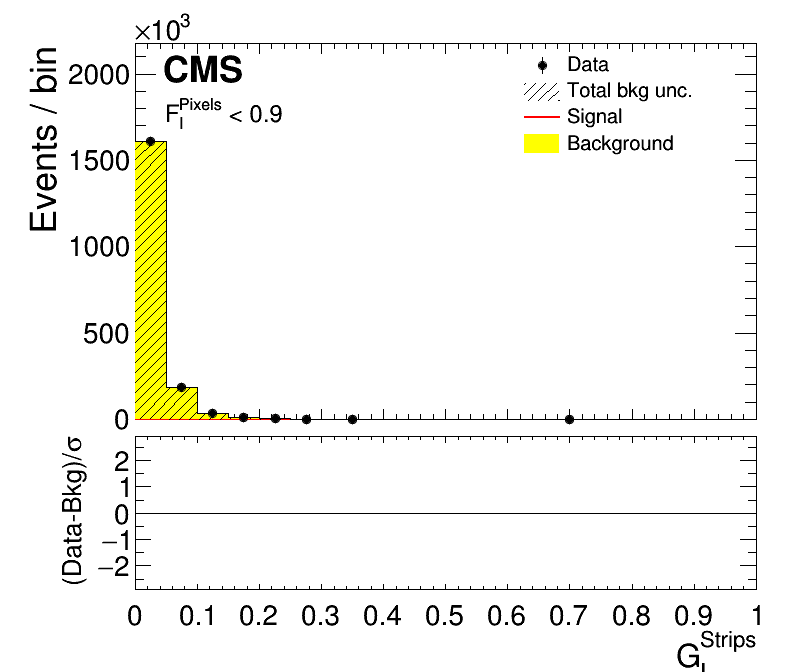 ×10³
Events / bin
2000
1500
1000
500
0
CMS
F_I^Pixels < 0.9
Data
Total bkg unc.
Signal
Background
(Data-Bkg)/σ
2
1
0
−1
−2
0 0.1 0.2 0.3 0.4 0.5 0.6 0.7 0.8 0.9 1
G^Strips